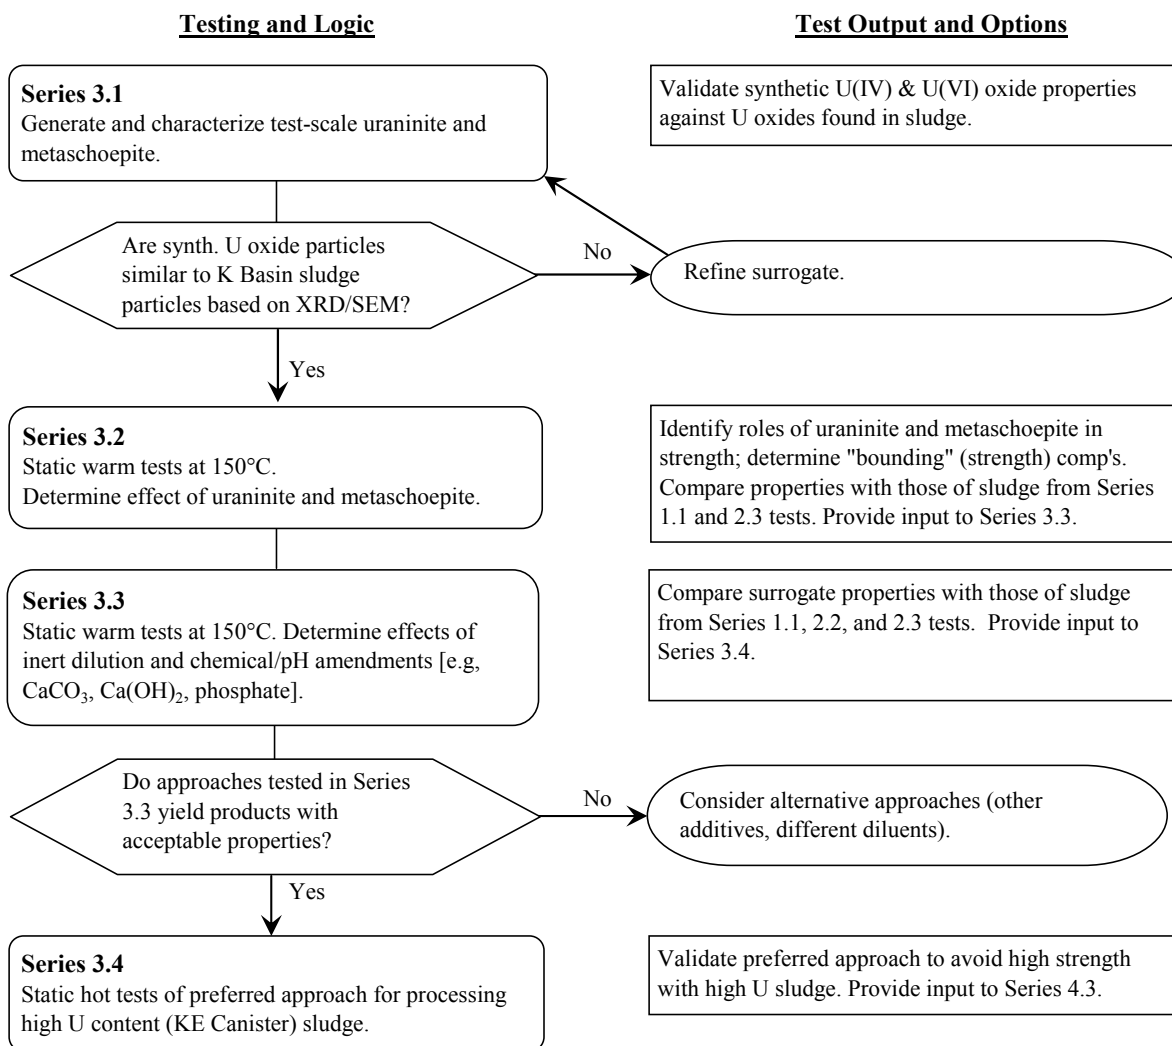 Testing and Logic
Test Output and Options
Series 3.1
Generate and characterize test-scale uraninite and
metaschoepite.
Validate synthetic U(IV) & U(VI) oxide properties
against U oxides found in sludge.
Are synth. U oxide particles
similar to K Basin sludge
particles based on XRD/SEM?
No
Refine surrogate.
Yes
Series 3.2
Static warm tests at 150°C.
Determine effect of uraninite and metaschoepite.
Identify roles of uraninite and metaschoepite in
strength; determine "bounding" (strength) comp's.
Compare properties with those of sludge from Series
1.1 and 2.3 tests. Provide input to Series 3.3.
Series 3.3
Static warm tests at 150°C. Determine effects of
inert dilution and chemical/pH amendments [e.g,
CaCO₃, Ca(OH)₂, phosphate].
Compare surrogate properties with those of sludge
from Series 1.1, 2.2, and 2.3 tests.  Provide input to
Series 3.4.
Do approaches tested in Series
3.3 yield products with
acceptable properties?
No
Consider alternative approaches (other
additives, different diluents).
Yes
Series 3.4
Static hot tests of preferred approach for processing
high U content (KE Canister) sludge.
Validate preferred approach to avoid high strength
with high U sludge. Provide input to Series 4.3.